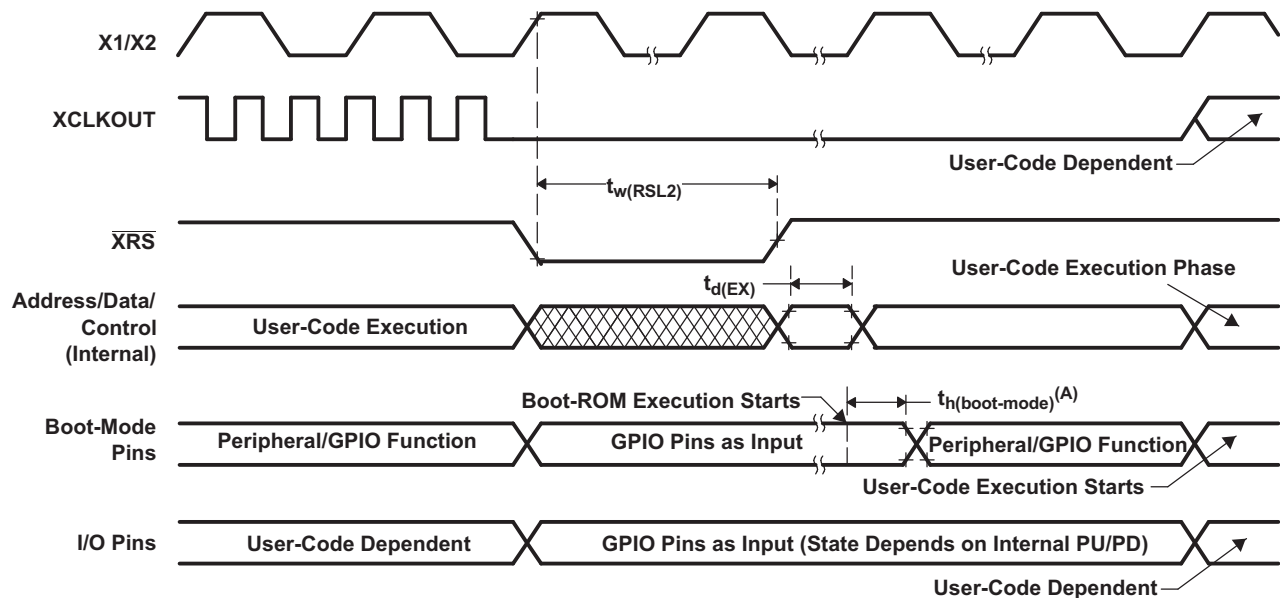 X1/X2
XCLKOUT
User-Code Dependent
tw(RSL2)
XRS
User-Code Execution Phase
td(EX)
Address/Data/
Control
(Internal)
User-Code Execution
Boot-ROM Execution Starts
th(boot-mode)(A)
Boot-Mode
Pins
Peripheral/GPIO Function
GPIO Pins as Input
Peripheral/GPIO Function
User-Code Execution Starts
I/O Pins
User-Code Dependent
GPIO Pins as Input (State Depends on Internal PU/PD)
User-Code Dependent